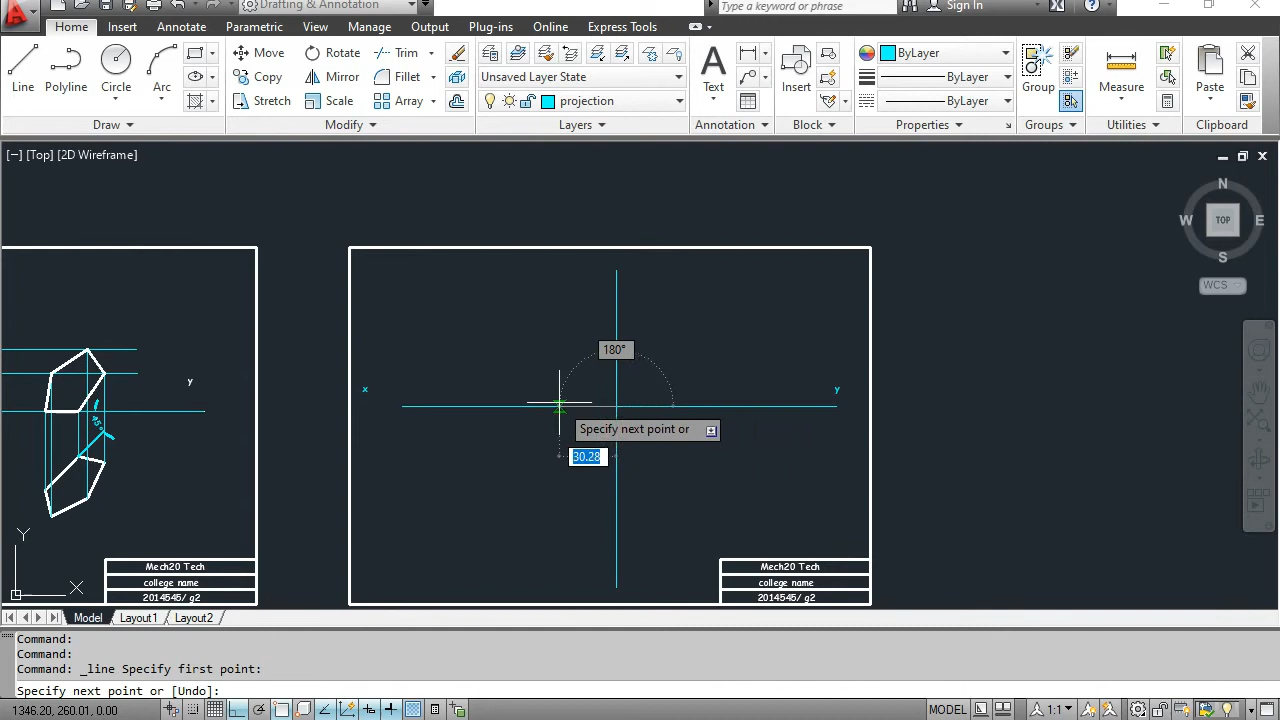 Drafting & Annotation
Type a keyword or phrase
Sign In
Home
Insert
Annotate
Parametric
View
Manage
Output
Plug-ins
Online
Express Tools
Line
Polyline
Circle
Arc
Draw
Move
Rotate
Trim
Copy
Mirror
Fillet
Stretch
Scale
Array
Modify
Unsaved Layer State
projection
Layers
Text
Annotation
Insert
Block
ByLayer
ByLayer
ByLayer
Properties
Group
Groups
Measure
Utilities
Paste
Clipboard
[−] [Top] [2D Wireframe]
N
W
TOP
E
S
WCS
180°
x
y
y
Specify next point or
30.28
45°
Y
X
Mech20 Tech
college name
2014545/ g2
Mech20 Tech
college name
2014545/ g2
Model
Layout1
Layout2
Command:
Command:
Command: _line Specify first point:
Specify next point or [Undo]:
1346.20, 260.01, 0.00
MODEL
1:1